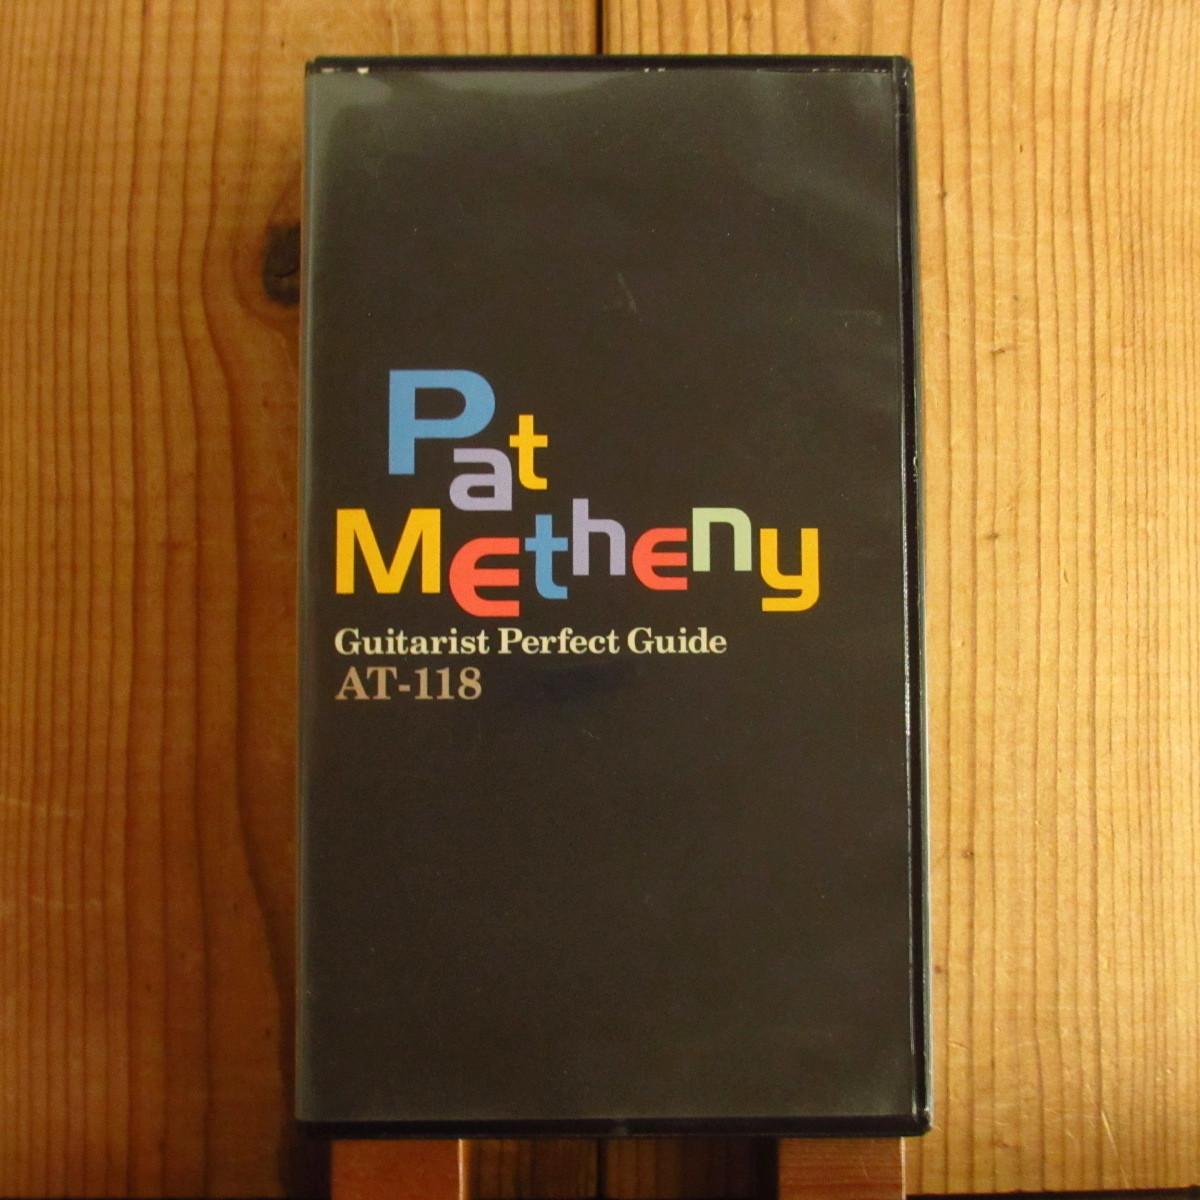 Pat
Metheny
Guitarist Perfect Guide
AT-118